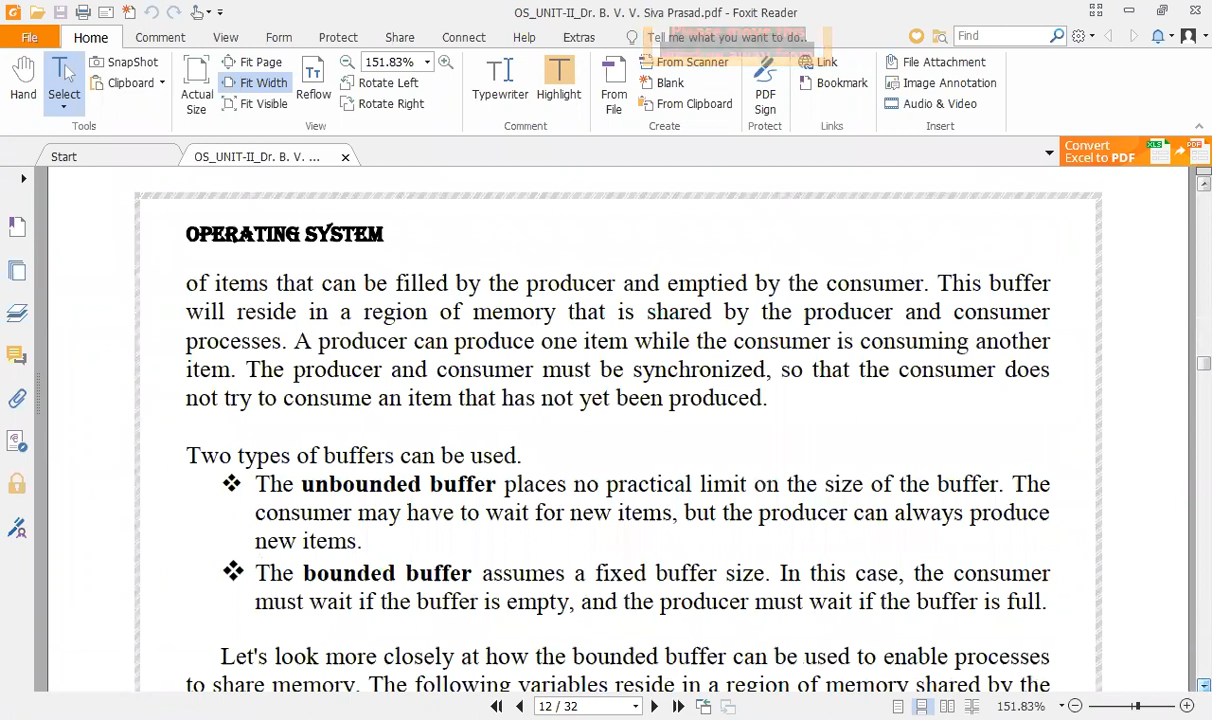 OS_UNIT-II_Dr. B. V. V. Siva Prasad.pdf - Foxit Reader
File Home Comment View Form Protect Share Connect Help Extras Tell me what you want to do.. Find
Hand
Select
SnapShot
Clipboard
Tools
Actual Size
Fit Page
Fit Width
Fit Visible
Reflow
151.83%
Rotate Left
Rotate Right
View
Typewriter
Highlight
Comment
From File
From Scanner
Blank
From Clipboard
Create
PDF Sign
Protect
Link
Bookmark
Links
File Attachment
Image Annotation
Audio & Video
Insert
Start
OS_UNIT-II_Dr. B. V. V. ...
Convert
Excel to PDF
XLS
PDF
OPERATING SYSTEM
of items that can be filled by the producer and emptied by the consumer. This buffer
will reside in a region of memory that is shared by the producer and consumer
processes. A producer can produce one item while the consumer is consuming another
item. The producer and consumer must be synchronized, so that the consumer does
not try to consume an item that has not yet been produced.
Two types of buffers can be used.
❖ The unbounded buffer places no practical limit on the size of the buffer. The
consumer may have to wait for new items, but the producer can always produce
new items.
❖ The bounded buffer assumes a fixed buffer size. In this case, the consumer
must wait if the buffer is empty, and the producer must wait if the buffer is full.
Let's look more closely at how the bounded buffer can be used to enable processes
to share memory. The following variables reside in a region of memory shared by the
12 / 32
151.83%